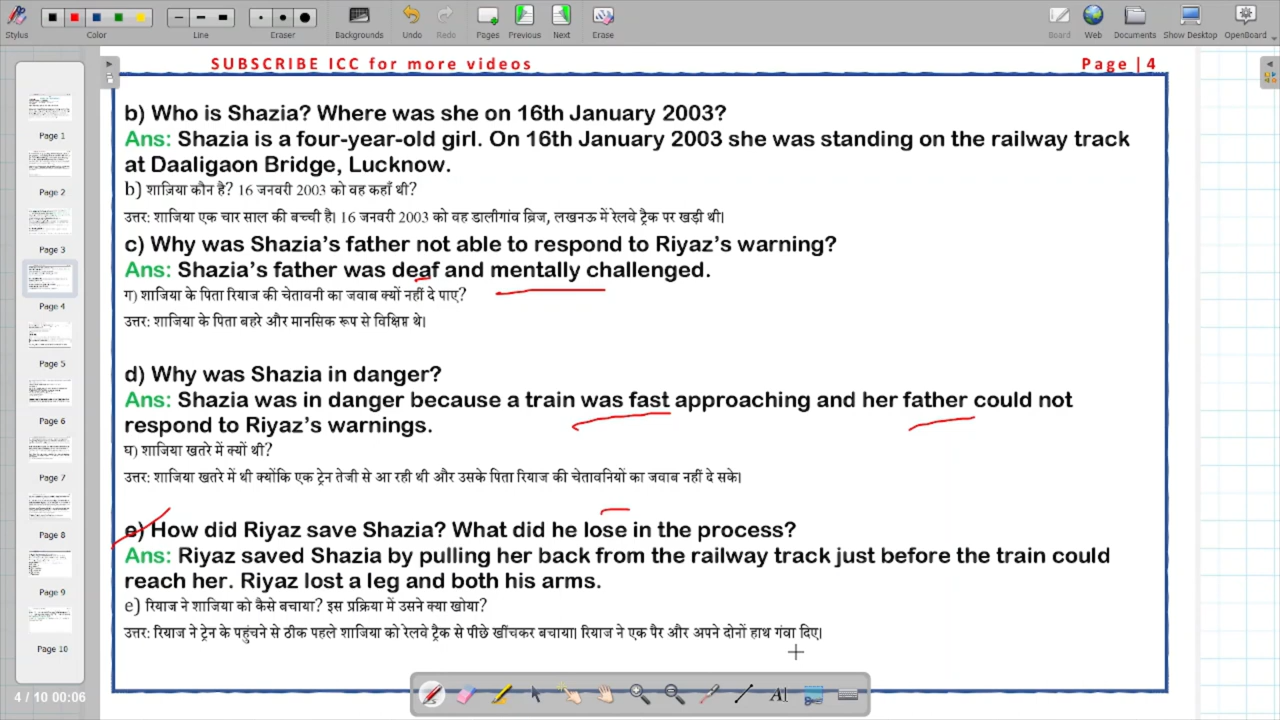 Stylus Color Line Eraser Backgrounds Undo Redo Pages Previous Next Erase Board Web Documents Show Desktop OpenBoard
SUBSCRIBE ICC for more videos Page | 4
b) Who is Shazia? Where was she on 16th January 2003?
Ans: Shazia is a four-year-old girl. On 16th January 2003 she was standing on the railway track
at Daaligaon Bridge, Lucknow.
b) शाज़िया कौन है? 16 जनवरी 2003 को वह कहाँ थी?
उत्तर: शाजिया एक चार साल की बच्ची है। 16 जनवरी 2003 को वह डालीगांव ब्रिज, लखनऊ में रेलवे ट्रैक पर खड़ी थी।
c) Why was Shazia’s father not able to respond to Riyaz’s warning?
Ans: Shazia’s father was deaf and mentally challenged.
ग) शाजिया के पिता रियाज की चेतावनी का जवाब क्यों नहीं दे पाए?
उत्तर: शाजिया के पिता बहरे और मानसिक रूप से विक्षिप्त थे।
d) Why was Shazia in danger?
Ans: Shazia was in danger because a train was fast approaching and her father could not
respond to Riyaz’s warnings.
घ) शाजिया खतरे में क्यों थी?
उत्तर: शाजिया खतरे में थी क्योंकि एक ट्रेन तेजी से आ रही थी और उसके पिता रियाज की चेतावनियों का जवाब नहीं दे सके।
e) How did Riyaz save Shazia? What did he lose in the process?
Ans: Riyaz saved Shazia by pulling her back from the railway track just before the train could
reach her. Riyaz lost a leg and both his arms.
e) रियाज ने शाजिया को कैसे बचाया? इस प्रक्रिया में उसने क्या खोया?
उत्तर: रियाज ने ट्रेन के पहुंचने से ठीक पहले शाजिया को रेलवे ट्रैक से पीछे खींचकर बचाया। रियाज ने एक पैर और अपने दोनों हाथ गंवा दिए।
Page 1
Page 2
Page 3
Page 4
Page 5
Page 6
Page 7
Page 8
Page 9
Page 10
4 / 10 00:06